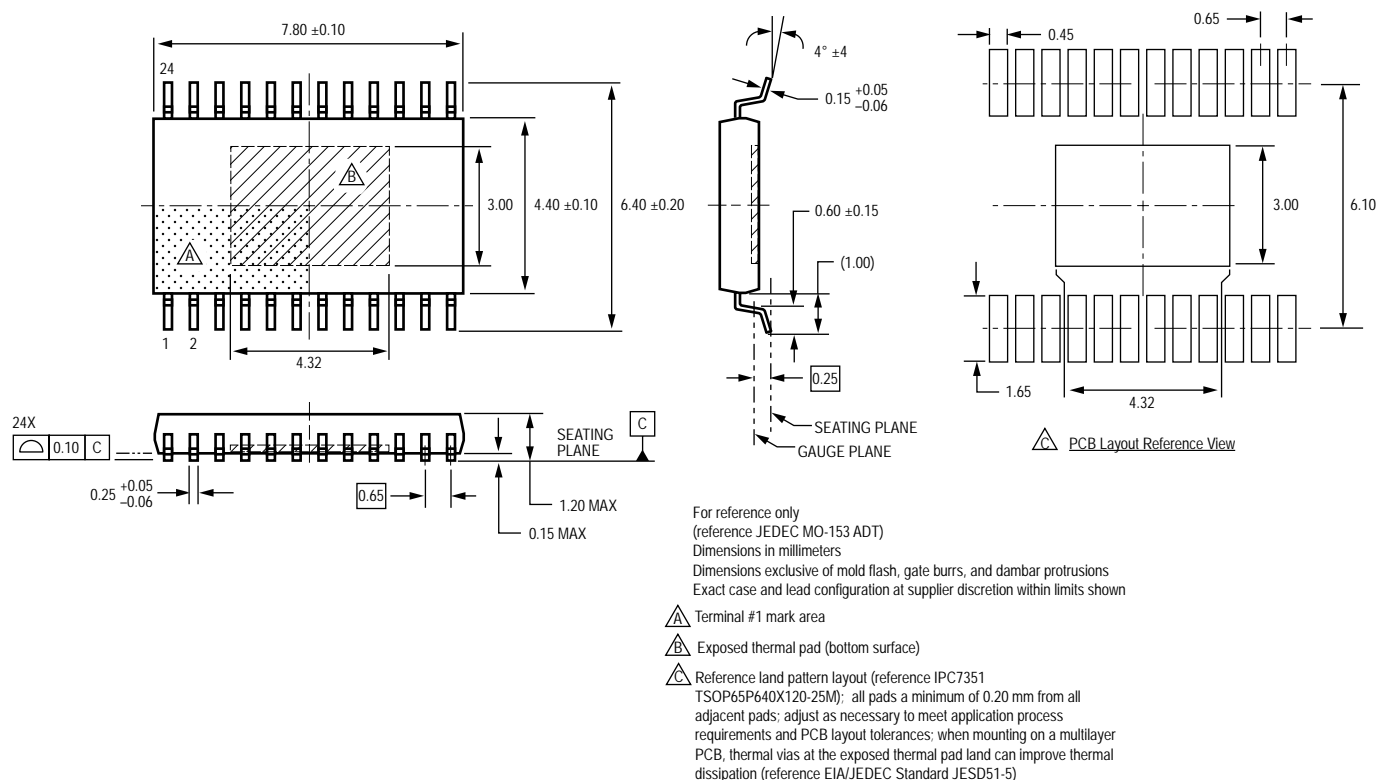 7.80 ±0.10
24
3.00
4.40 ±0.10
6.40 ±0.20
B
A
1 2
4.32
4° ±4
0.15 +0.05
–0.06
0.60 ±0.15
(1.00)
0.25
SEATING PLANE
GAUGE PLANE
0.45
0.65
3.00
6.10
1.65
4.32
C PCB Layout Reference View
24X
0.10 C
SEATING
PLANE
C
0.25 +0.05
–0.06
0.65
1.20 MAX
0.15 MAX
For reference only
(reference JEDEC MO-153 ADT)
Dimensions in millimeters
Dimensions exclusive of mold flash, gate burrs, and dambar protrusions
Exact case and lead configuration at supplier discretion within limits shown
A Terminal #1 mark area
B Exposed thermal pad (bottom surface)
C Reference land pattern layout (reference IPC7351
TSOP65P640X120-25M); all pads a minimum of 0.20 mm from all
adjacent pads; adjust as necessary to meet application process
requirements and PCB layout tolerances; when mounting on a multilayer
PCB, thermal vias at the exposed thermal pad land can improve thermal
dissipation (reference EIA/JEDEC Standard JESD51-5)